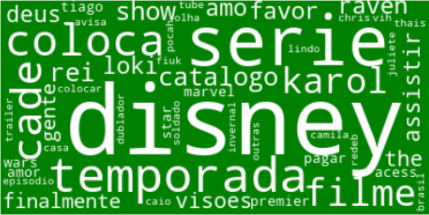 deus tiago show tube amo favor raven
avisa olha chris vih thais
coloca pocah serie lindo juliete
rei loki fiuk catalogo karol assistir
cade gente colocar marvel
trailer casa disney
dublador star soldado invernal outras camila redeb
wars temporada pagar the
amor acess
episodio filme brasil
finalmente caio visoes premier